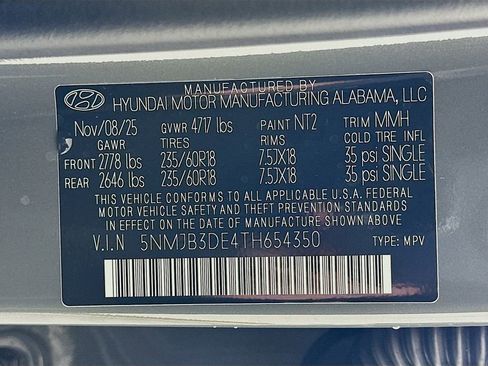 MANUFACTURED BY
HYUNDAI MOTOR MANUFACTURING ALABAMA, LLC
Nov/08/25 GVWR 4717 lbs PAINT NT2 TRIM MMH
GAWR TIRES RIMS COLD TIRE INFL
FRONT 2778 lbs 235/60R18 7.5JX18 35 psi SINGLE
REAR 2646 lbs 235/60R18 7.5JX18 35 psi SINGLE
THIS VEHICLE CONFORMS TO ALL APPLICABLE U.S.A. FEDERAL
MOTOR VEHICLE SAFETY AND THEFT PREVENTION STANDARDS
IN EFFECT ON THE DATE OF MANUFACTURE SHOWN ABOVE.
V.I.N 5NMJB3DE4TH654350 TYPE: MPV